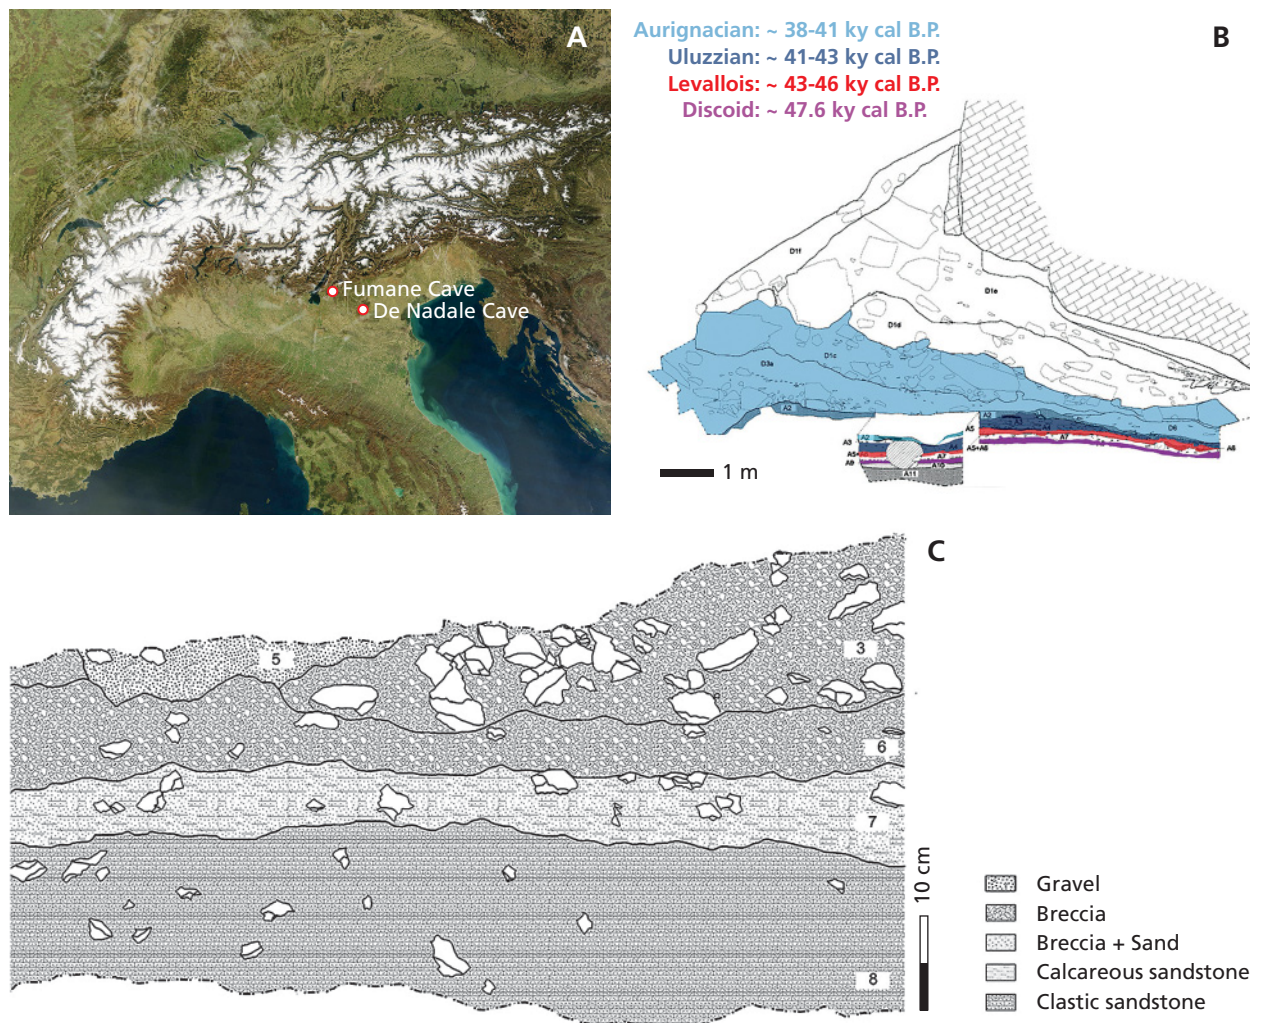 A
Fumane Cave
De Nadale Cave
B
Aurignacian: ~ 38-41 ky cal B.P.
Uluzzian: ~ 41-43 ky cal B.P.
Levallois: ~ 43-46 ky cal B.P.
Discoid: ~ 47.6 ky cal B.P.
D1f
D1e
D1d
D1c
D3a
A2
A2
D6
A5
A7
A5+A6
A2
A3
A7
A9
A10
A11
1 m
C
5
3
6
7
8
10 cm
Gravel
Breccia
Breccia + Sand
Calcareous sandstone
Clastic sandstone